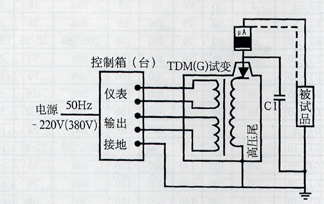 μA
控制箱（台）
TDM(G)试变
仪表
电源
50Hz
~220V(380V)
输出
接地
高压尾
C1
被试品